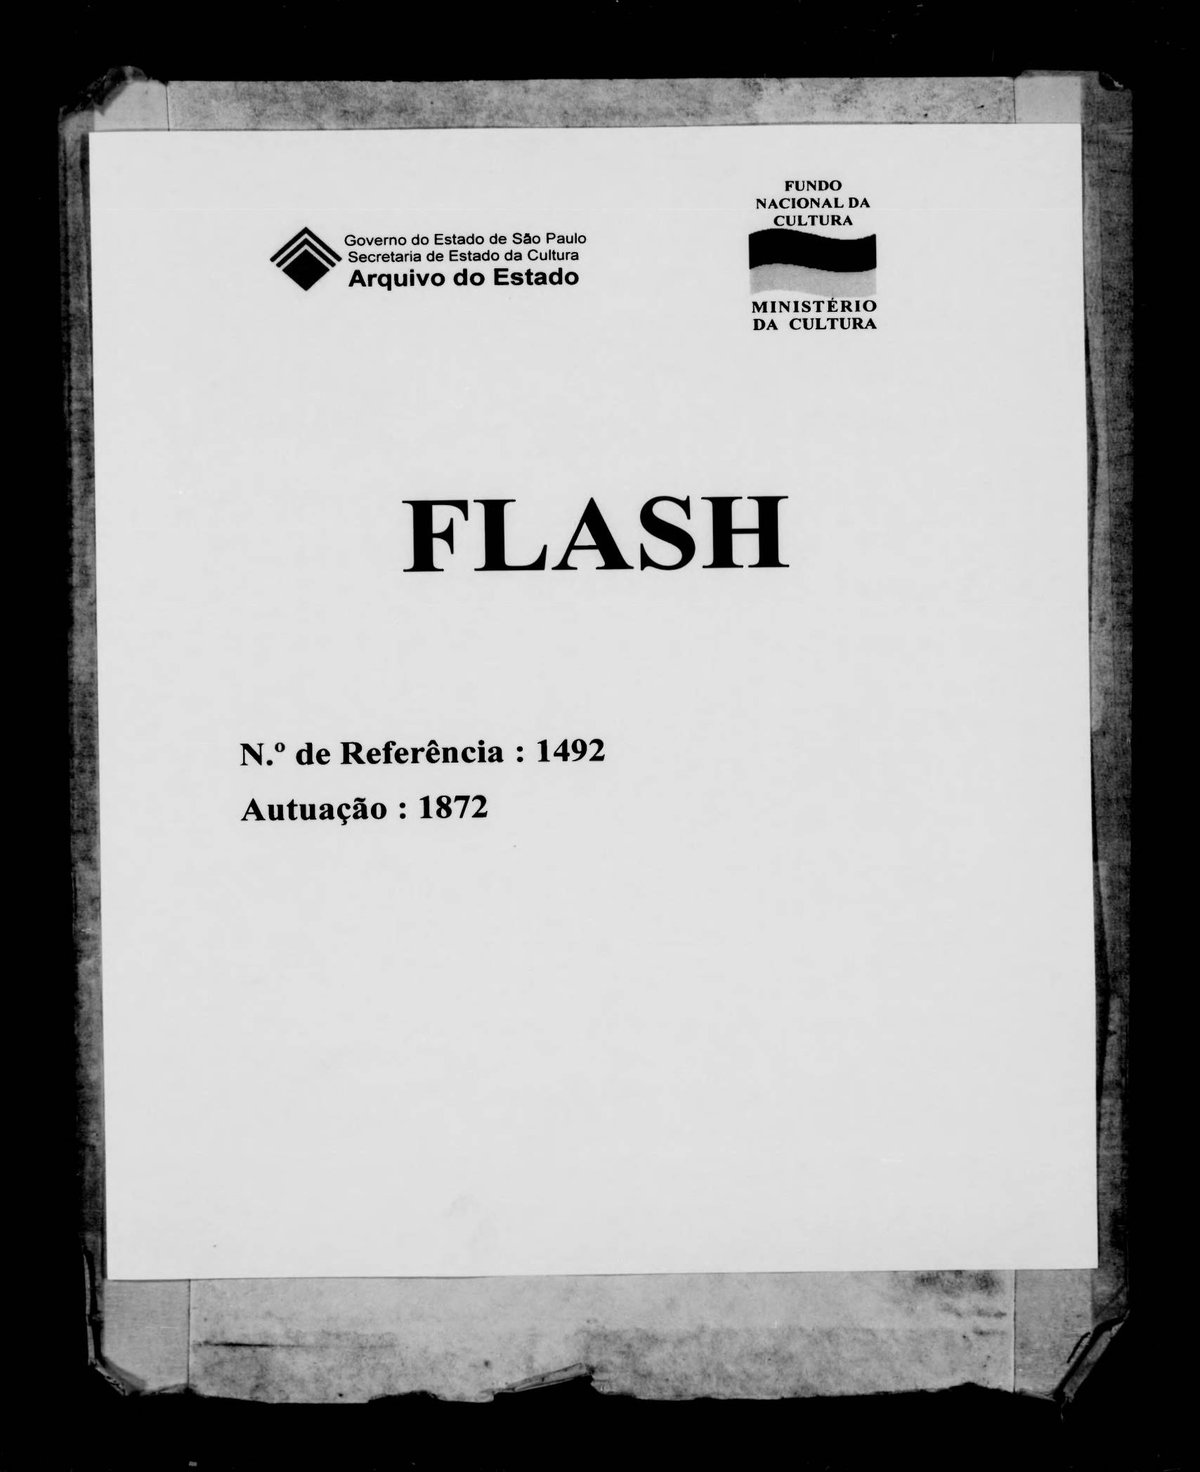 FUNDO
NACIONAL DA
CULTURA
Governo do Estado de São Paulo
Secretaria de Estado da Cultura
Arquivo do Estado
MINISTÉRIO
DA CULTURA
FLASH
N.º de Referência : 1492
Autuação : 1872